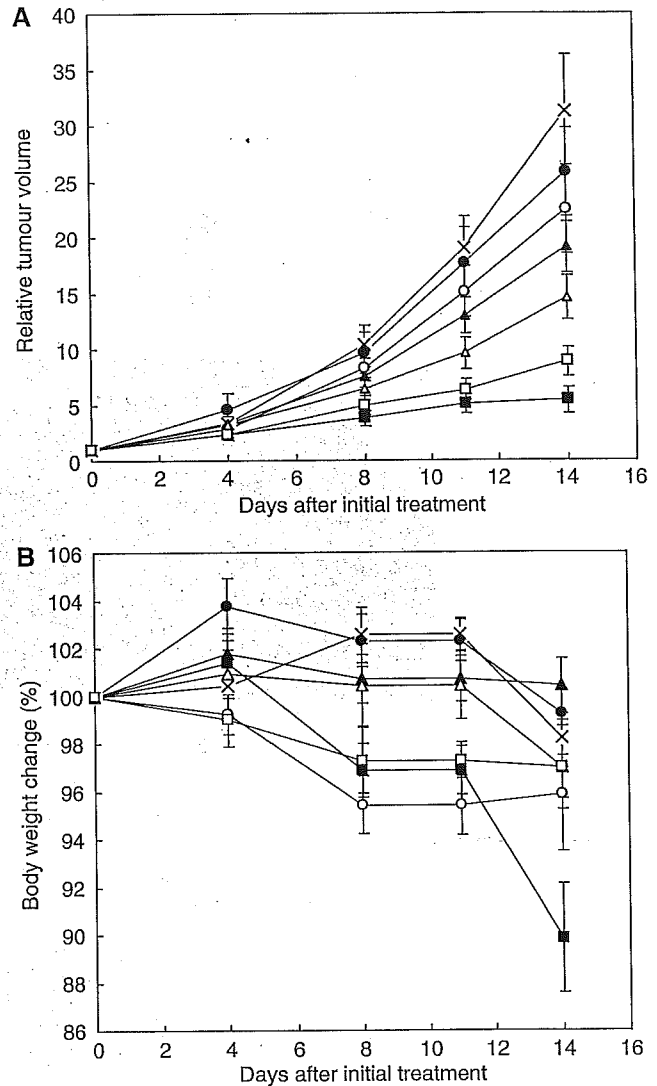 A
40
35
30
25
20
15
10
5
0
Relative tumour volume
0 2 4 6 8 10 12 14 16
Days after initial treatment
B
106
104
102
100
98
96
94
92
90
88
86
Body weight change (%)
0 2 4 6 8 10 12 14 16
Days after initial treatment